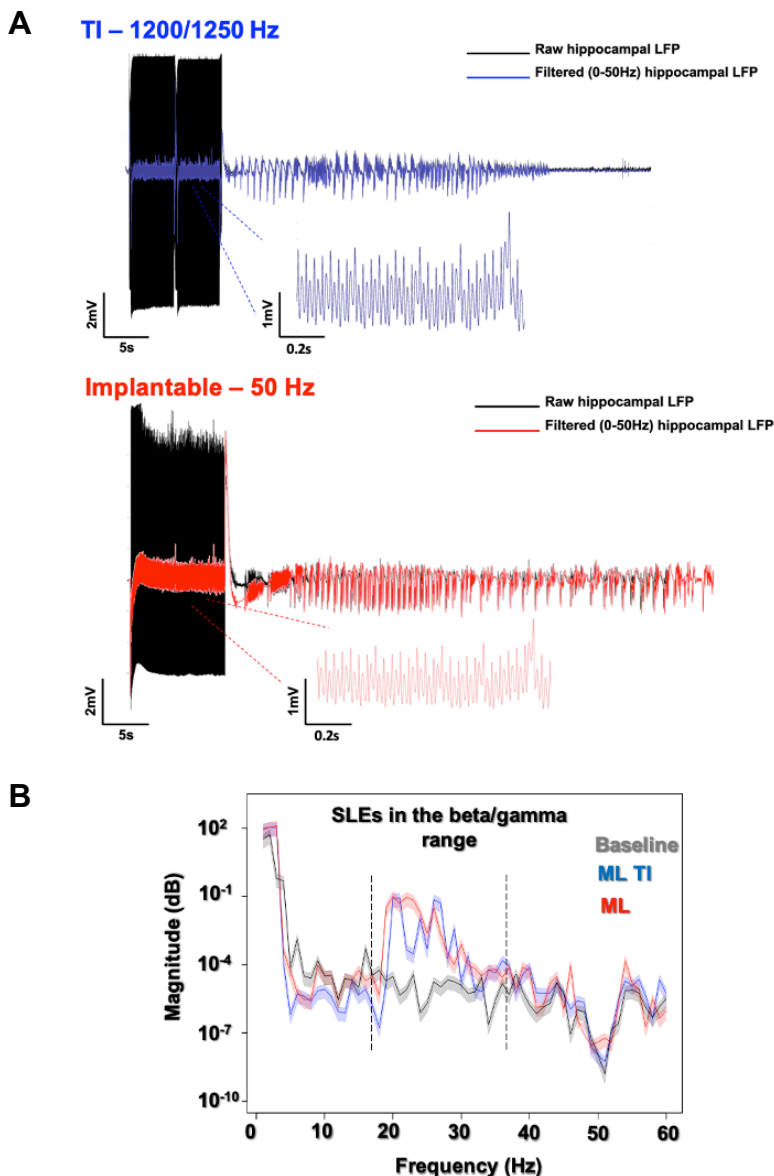 A
TI – 1200/1250 Hz
Raw hippocampal LFP
Filtered (0-50Hz) hippocampal LFP
2mV
5s
1mV
0.2s
Implantable – 50 Hz
Raw hippocampal LFP
Filtered (0-50Hz) hippocampal LFP
2mV
5s
1mV
0.2s
B
SLEs in the beta/gamma
range
Baseline
ML TI
ML
Magnitude (dB)
10²
10⁻¹
10⁻⁴
10⁻⁷
10⁻¹⁰
0 10 20 30 40 50 60
Frequency (Hz)